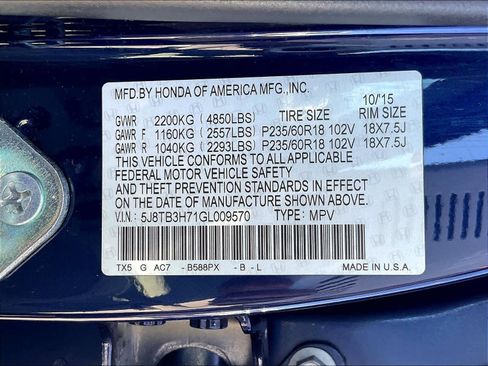 MFD.BY HONDA OF AMERICA MFG.,INC. 10/'15
GVWR 2200KG (4850LBS) TIRE SIZE RIM SIZE
GAWR F 1160KG (2557LBS) P235/60R18 102V 18X7.5J
GAWR R 1040KG (2293LBS) P235/60R18 102V 18X7.5J
THIS VEHICLE CONFORMS TO ALL APPLICABLE
FEDERAL MOTOR VEHICLE SAFETY
AND THEFT PREVENTION STANDARDS IN EFFECT ON
THE DATE OF MANUFACTURE SHOWN ABOVE.
V.I.N: 5J8TB3H71GL009570 TYPE: MPV
TX5 G AC7 -B588PX -B-L MADE IN U.S.A.